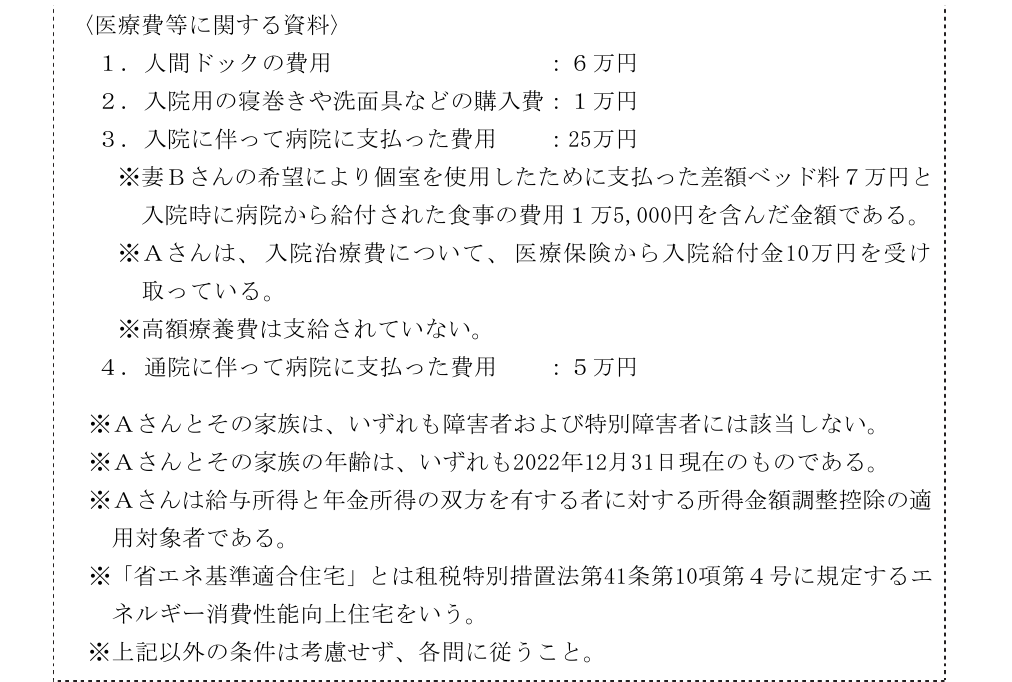 〈医療費等に関する資料〉
１．人間ドックの費用　　　　　　　　　：６万円
２．入院用の寝巻きや洗面具などの購入費：１万円
３．入院に伴って病院に支払った費用　　：25万円
※妻Ｂさんの希望により個室を使用したために支払った差額ベッド料７万円と
入院時に病院から給付された食事の費用１万5,000円を含んだ金額である。
※Ａさんは、入院治療費について、医療保険から入院給付金10万円を受け
取っている。
※高額療養費は支給されていない。
４．通院に伴って病院に支払った費用　　：５万円
※Ａさんとその家族は、いずれも障害者および特別障害者には該当しない。
※Ａさんとその家族の年齢は、いずれも2022年12月31日現在のものである。
※Ａさんは給与所得と年金所得の双方を有する者に対する所得金額調整控除の適
用対象者である。
※「省エネ基準適合住宅」とは租税特別措置法第41条第10項第４号に規定するエ
ネルギー消費性能向上住宅をいう。
※上記以外の条件は考慮せず、各問に従うこと。